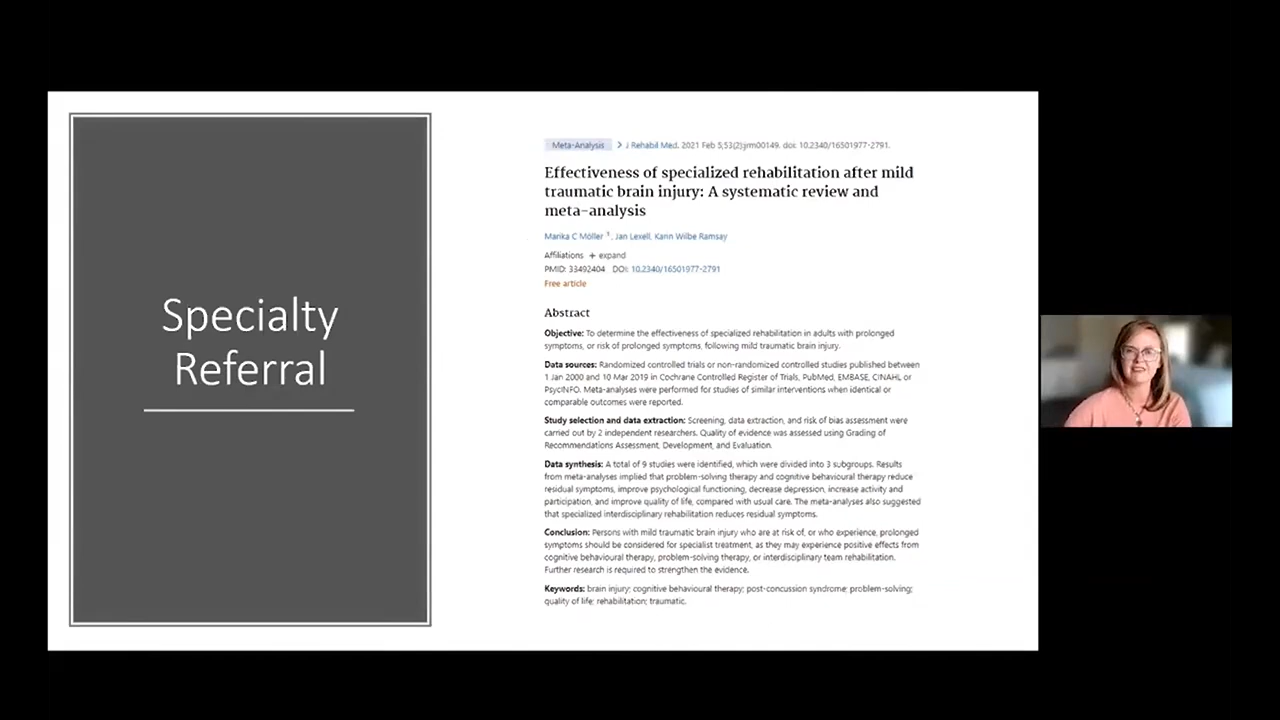 Specialty
Referral
Meta-Analysis > J Rehabil Med. 2021 Feb 5;53(2):jrm00149. doi: 10.2340/16501977-2791.
Effectiveness of specialized rehabilitation after mild
traumatic brain injury: A systematic review and
meta-analysis
Marika C Möller 1, Jan Lexell, Karin Wilbe Ramsay
Affiliations + expand
PMID: 33492404 DOI: 10.2340/16501977-2791
Free article
Abstract
Objective: To determine the effectiveness of specialized rehabilitation in adults with prolonged
symptoms, or risk of prolonged symptoms, following mild traumatic brain injury.
Data sources: Randomized controlled trials or non-randomized controlled studies published between
1 Jan 2000 and 10 Mar 2019 in Cochrane Controlled Register of Trials, PubMed, EMBASE, CINAHL or
PsycINFO. Meta-analyses were performed for studies of similar interventions when identical or
comparable outcomes were reported.
Study selection and data extraction: Screening, data extraction, and risk of bias assessment were
carried out by 2 independent researchers. Quality of evidence was assessed using Grading of
Recommendations Assessment, Development, and Evaluation.
Data synthesis: A total of 9 studies were identified, which were divided into 3 subgroups. Results
from meta-analyses implied that problem-solving therapy and cognitive behavioural therapy reduce
residual symptoms, improve psychological functioning, decrease depression, increase activity and
participation, and improve quality of life, compared with usual care. The meta-analyses also suggested
that specialized interdisciplinary rehabilitation reduces residual symptoms.
Conclusion: Persons with mild traumatic brain injury who are at risk of, or who experience, prolonged
symptoms should be considered for specialist treatment, as they may experience positive effects from
cognitive behavioural therapy, problem-solving therapy, or interdisciplinary team rehabilitation.
Further research is required to strengthen the evidence.
Keywords: brain injury; cognitive behavioural therapy; post-concussion syndrome; problem-solving;
quality of life; rehabilitation; traumatic.